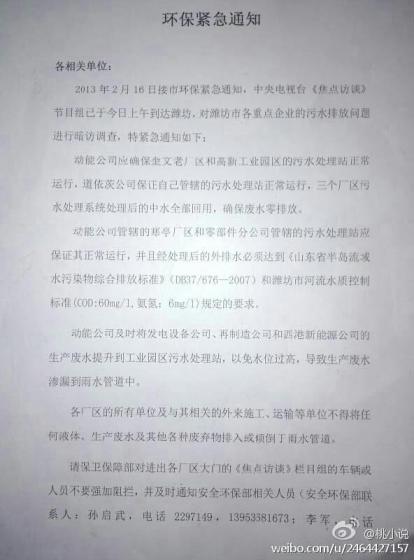 环保紧急通知
各相关单位：
2013年2月16日接市环保紧急通知，中央电视台《焦点访谈》
节目组已于今日上午到达潍坊，对潍坊市各重点企业的污水排放问题
进行暗访调查，特紧急通知如下：
动能公司应确保奎文老厂区和高新工业园区的污水处理站正常
运行，道依茨公司保证自己管辖的污水处理站正常运行，三个厂区污
水处理系统处理后的中水全部回用，确保废水零排放。
动能公司管辖的寒亭厂区和零部件分公司管辖的污水处理站应
保证其正常运行，并且经处理后的外排水必须达到《山东省半岛流域
水污染物综合排放标准》（DB37/676—2007）和潍坊市河流水质控制
标准(COD:60mg/l,氨氮：6mg/l)规定的要求。
动能公司及时将发电设备公司、再制造公司和西港新能源公司的
生产废水提升到工业园区污水处理站，以免水位过高，导致生产废水
渗漏到雨水管道中。
各厂区的所有单位及与其相关的外来施工、运输等单位不得将任
何液体、生产废水及其他各种废弃物排入或倾倒于雨水管道。
请保卫保障部对进出各厂区大门的《焦点访谈》栏目组的车辆或
人员不要强加阻拦，并及时通知安全环保部相关人员（安全环保部联
系人：孙启武，电话 2297149，13953581673；李军，电话
@桃小说
weibo.com/u/2464427157